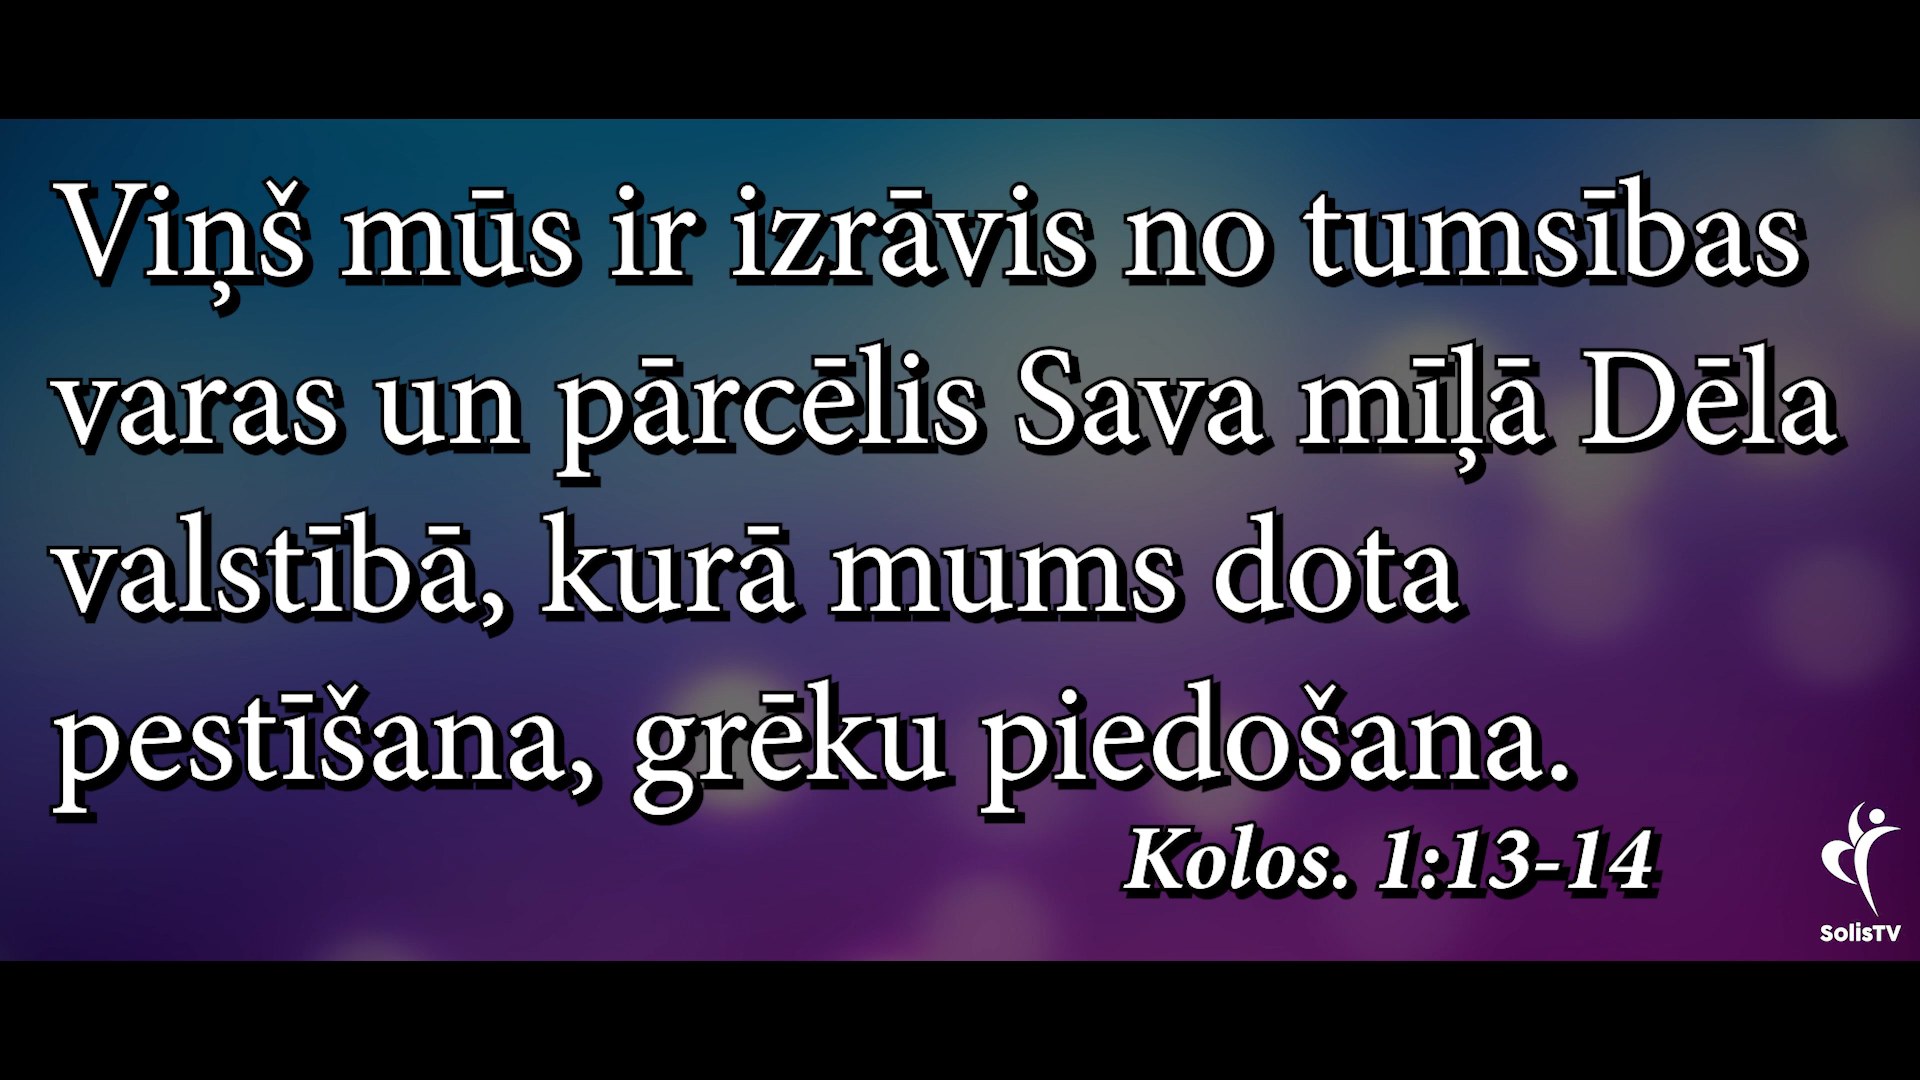 Viņš mūs ir izrāvis no tumsības
varas un pārcēlis Sava mīļā Dēla
valstībā, kurā mums dota
pestīšana, grēku piedošana.
Kolos. 1:13-14
SolisTV